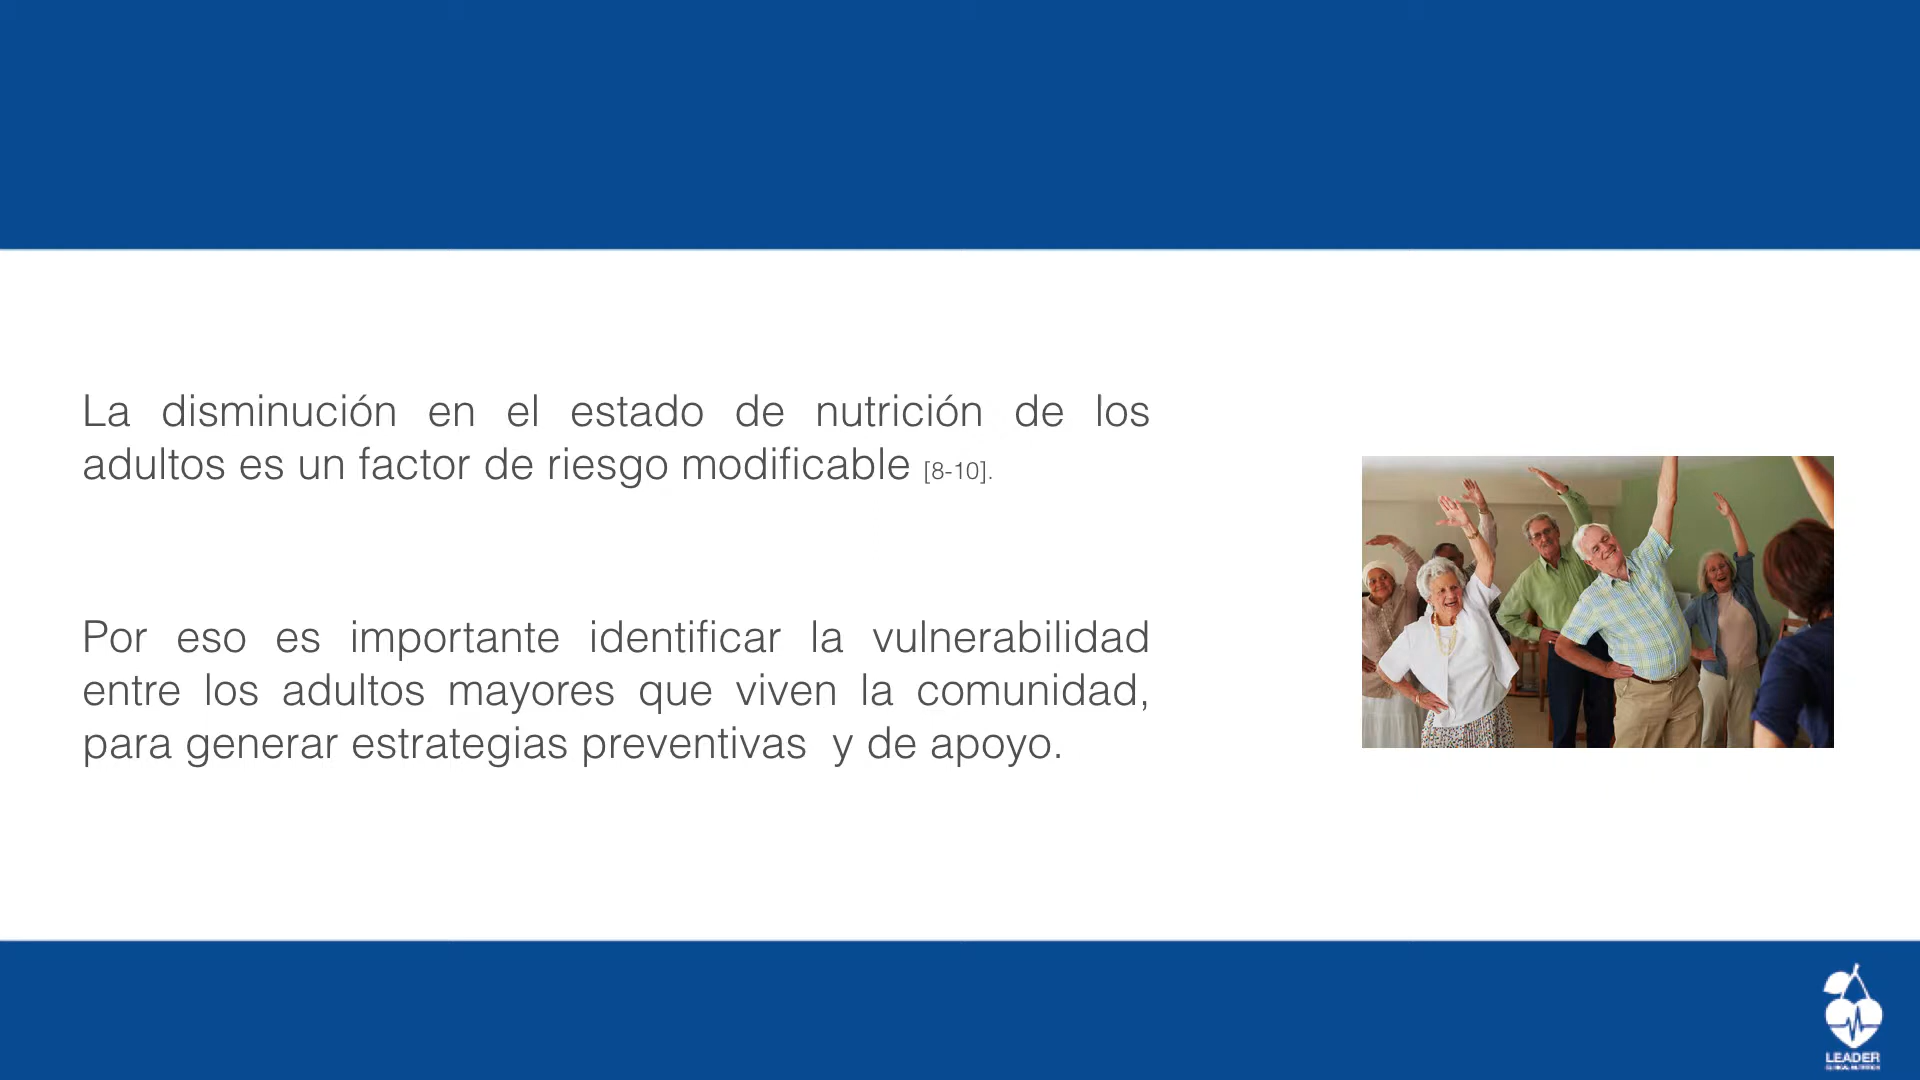 La disminución en el estado de nutrición de los
adultos es un factor de riesgo modificable [8-10].
Por eso es importante identificar la vulnerabilidad
entre los adultos mayores que viven la comunidad,
para generar estrategias preventivas  y de apoyo.
LEADER
CLINICAL NUTRITION